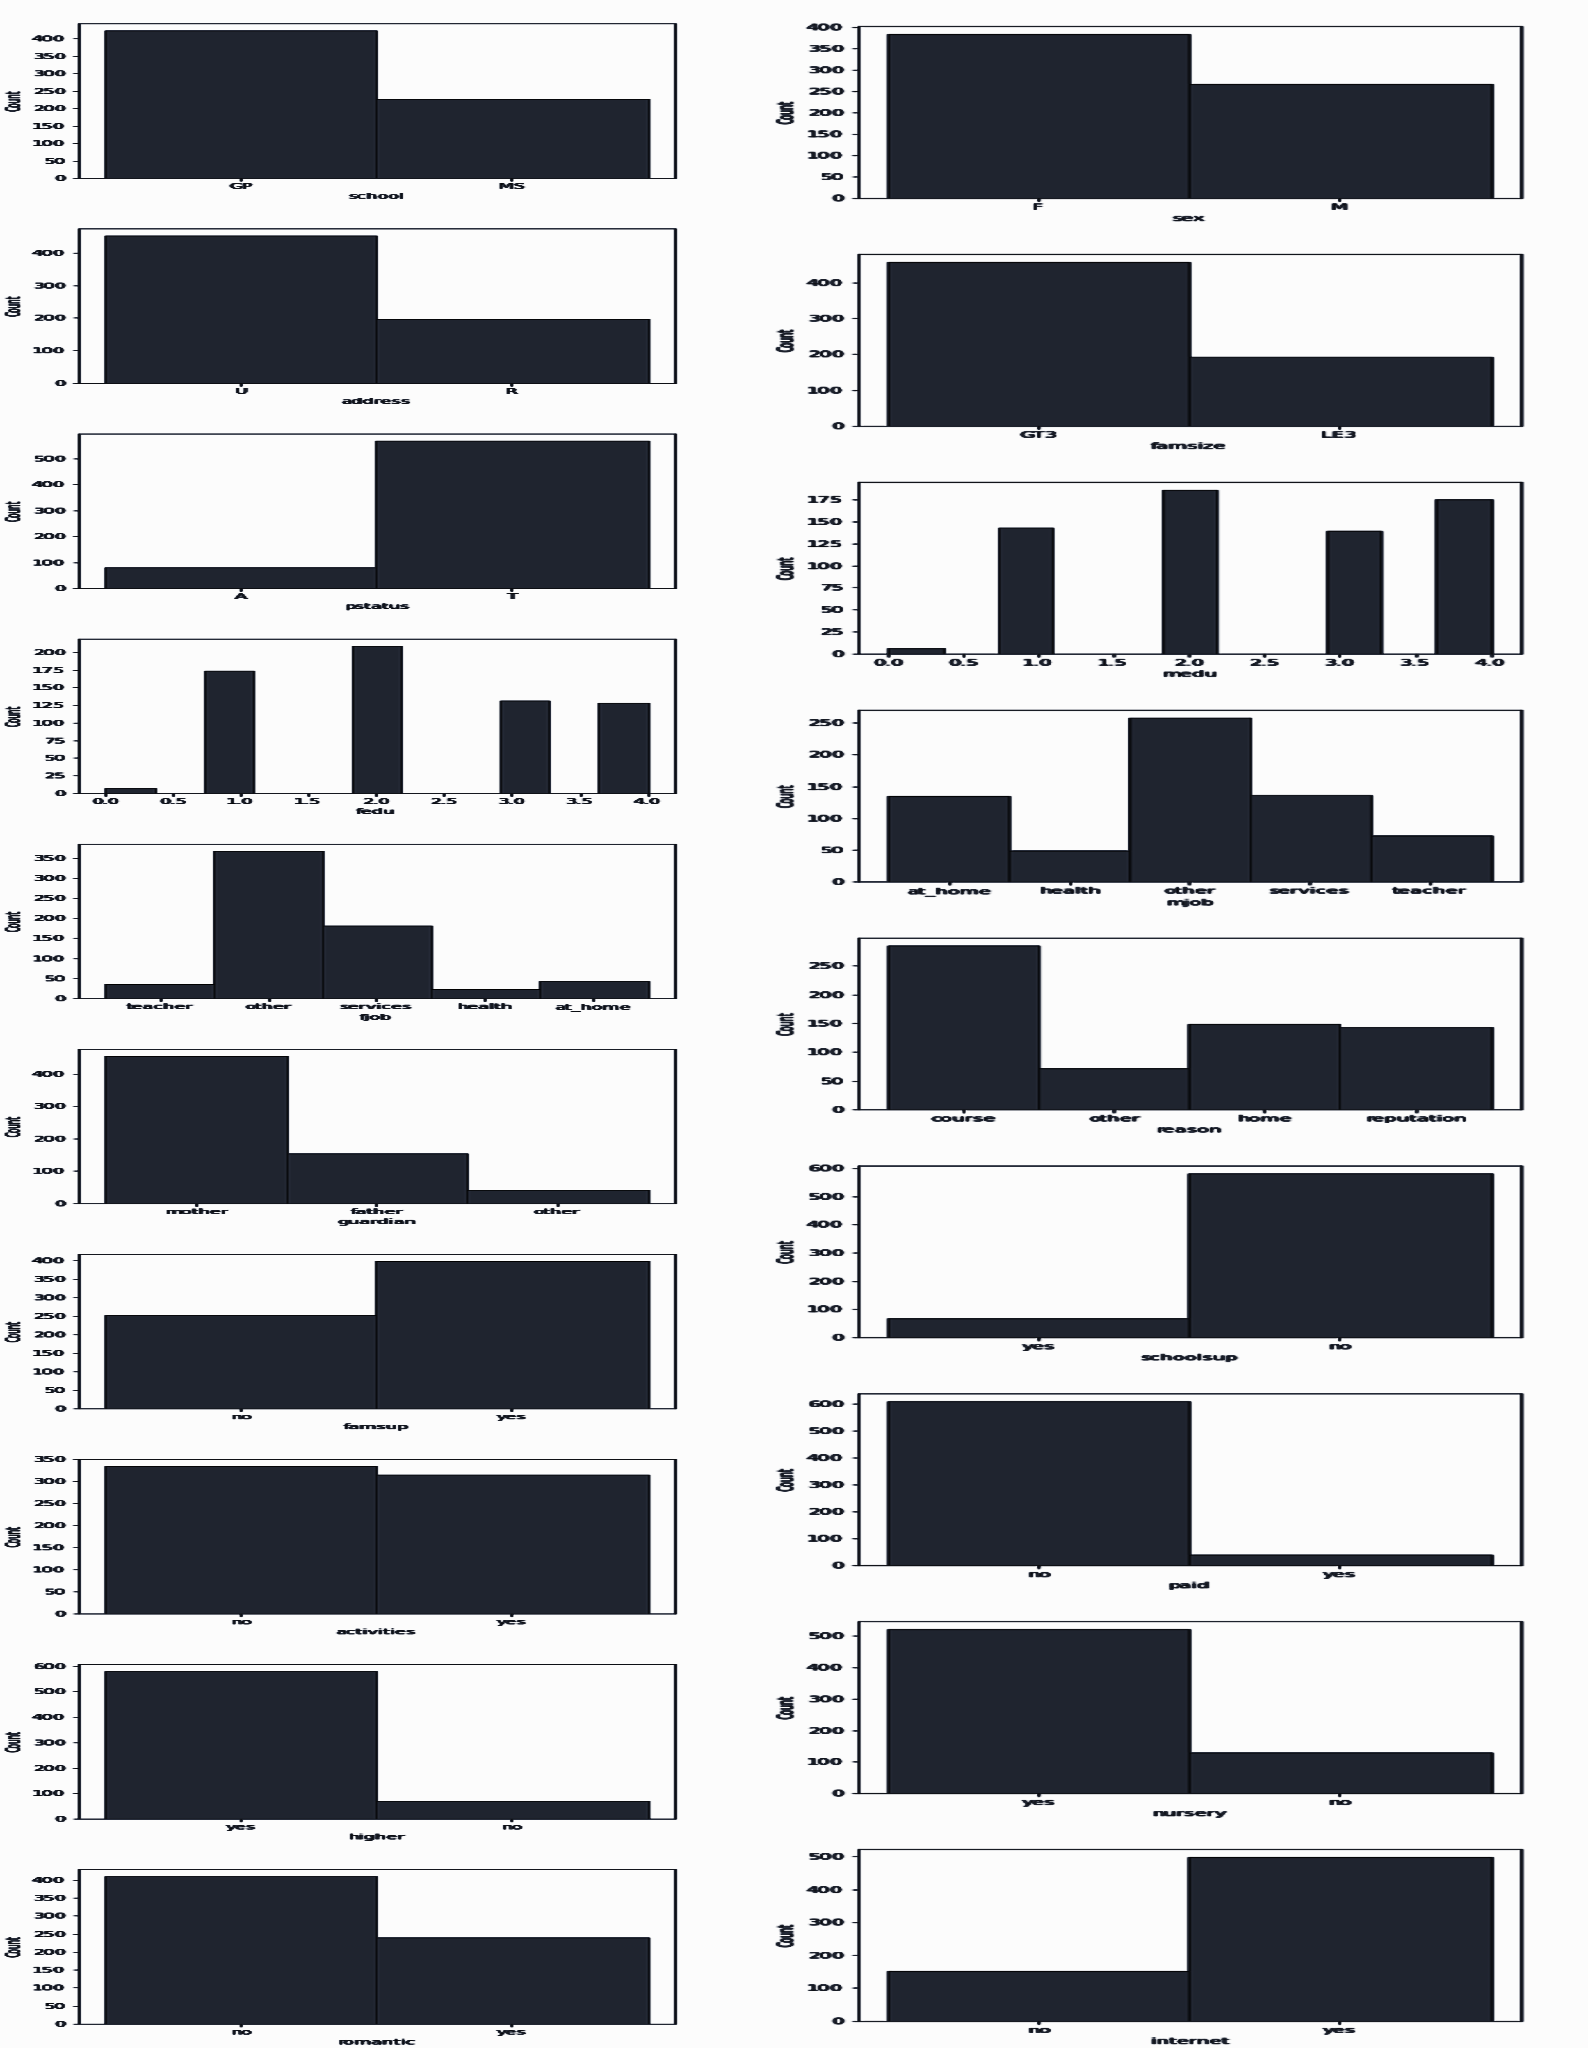 400
350
300
250
200
150
100
50
0
Count
GP MS
school
400
300
200
100
0
Count
U R
address
500
400
300
200
100
0
Count
A T
pstatus
200
175
150
125
100
75
50
25
0
Count
0.0 0.5 1.0 1.5 2.0 2.5 3.0 3.5 4.0
fedu
350
300
250
200
150
100
50
0
Count
teacher other services health at_home
fjob
400
300
200
100
0
Count
mother father other
guardian
400
350
300
250
200
150
100
50
0
Count
no yes
famsup
350
300
250
200
150
100
50
0
Count
no yes
activities
600
500
400
300
200
100
0
Count
yes no
higher
400
350
300
250
200
150
100
50
0
Count
no yes
romantic
400
350
300
250
200
150
100
50
0
Count
F M
sex
400
300
200
100
0
Count
GT3 LE3
famsize
175
150
125
100
75
50
25
0
Count
0.0 0.5 1.0 1.5 2.0 2.5 3.0 3.5 4.0
medu
250
200
150
100
50
0
Count
at_home health other services teacher
mjob
250
200
150
100
50
0
Count
course other home reputation
reason
600
500
400
300
200
100
0
Count
yes no
schoolsup
600
500
400
300
200
100
0
Count
no yes
paid
500
400
300
200
100
0
Count
yes no
nursery
500
400
300
200
100
0
Count
no yes
internet